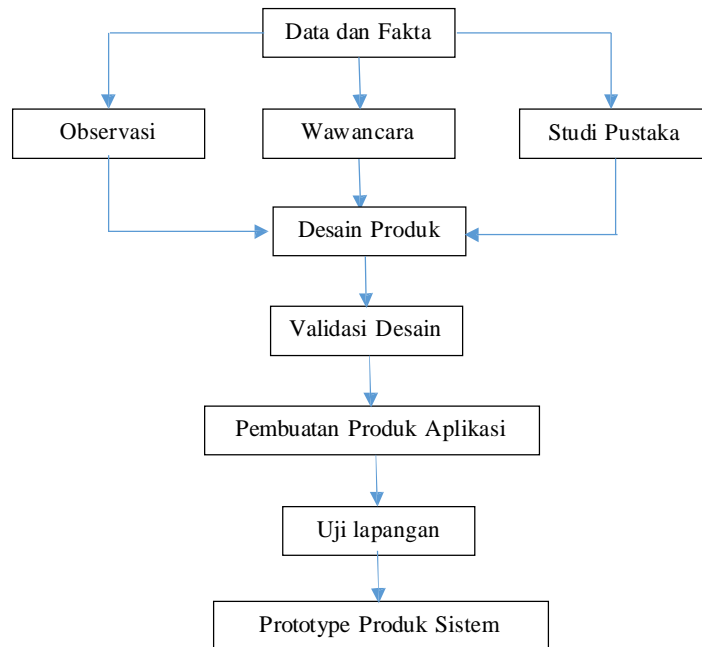 Data dan Fakta
Observasi
Wawancara
Studi Pustaka
Desain Produk
Validasi Desain
Pembuatan Produk Aplikasi
Uji lapangan
Prototype Produk Sistem